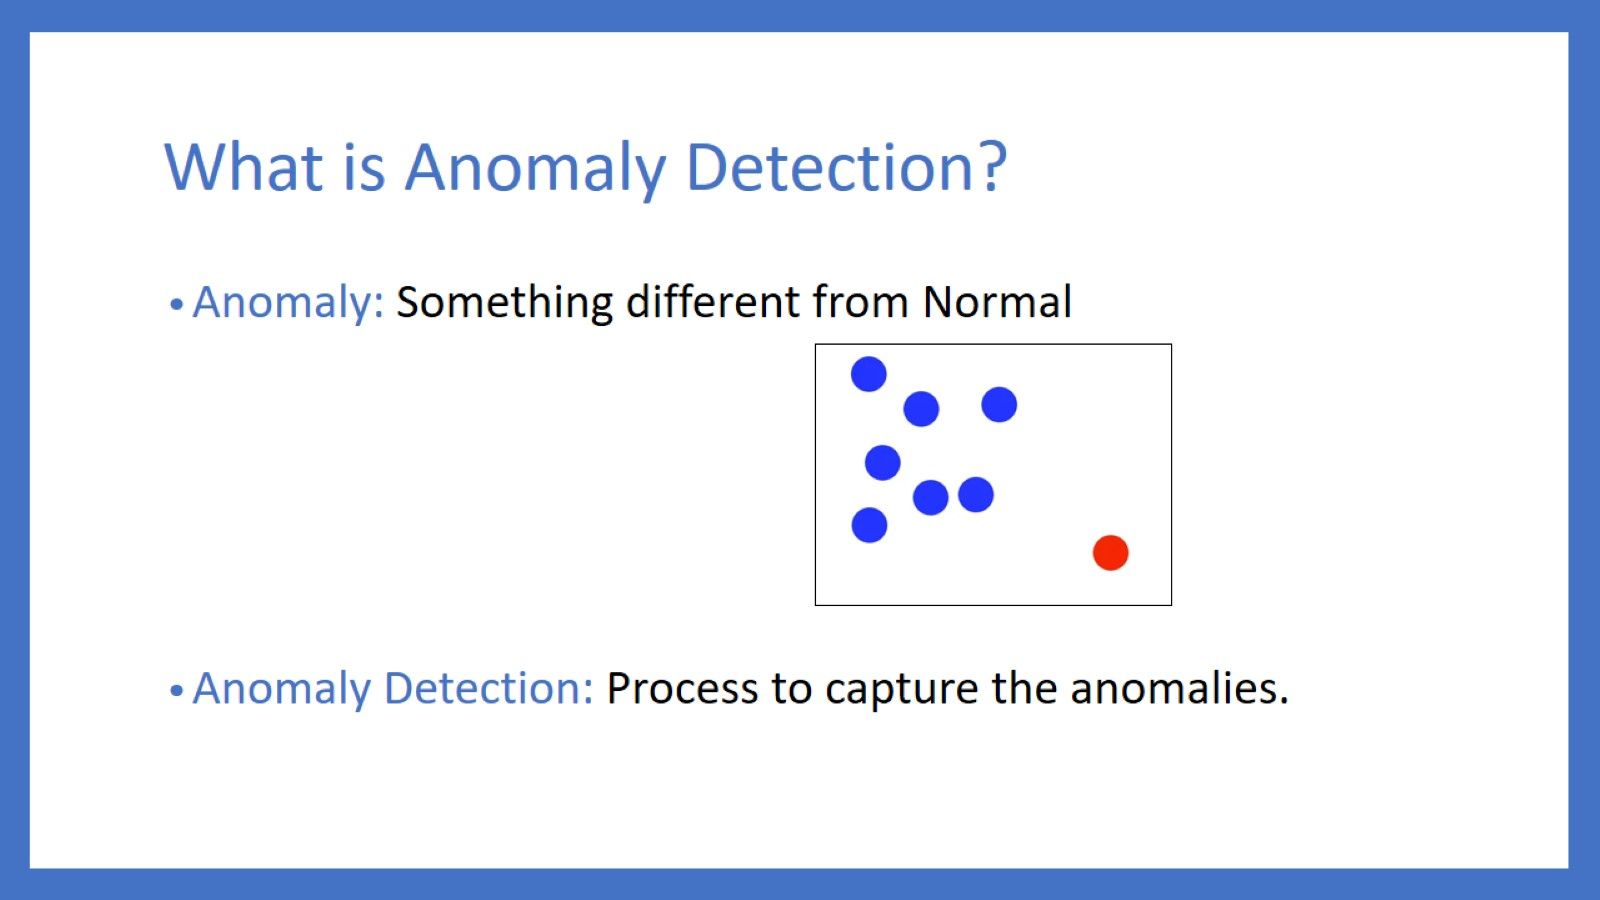 What is Anomaly Detection?
• Anomaly: Something different from Normal
• Anomaly Detection: Process to capture the anomalies.